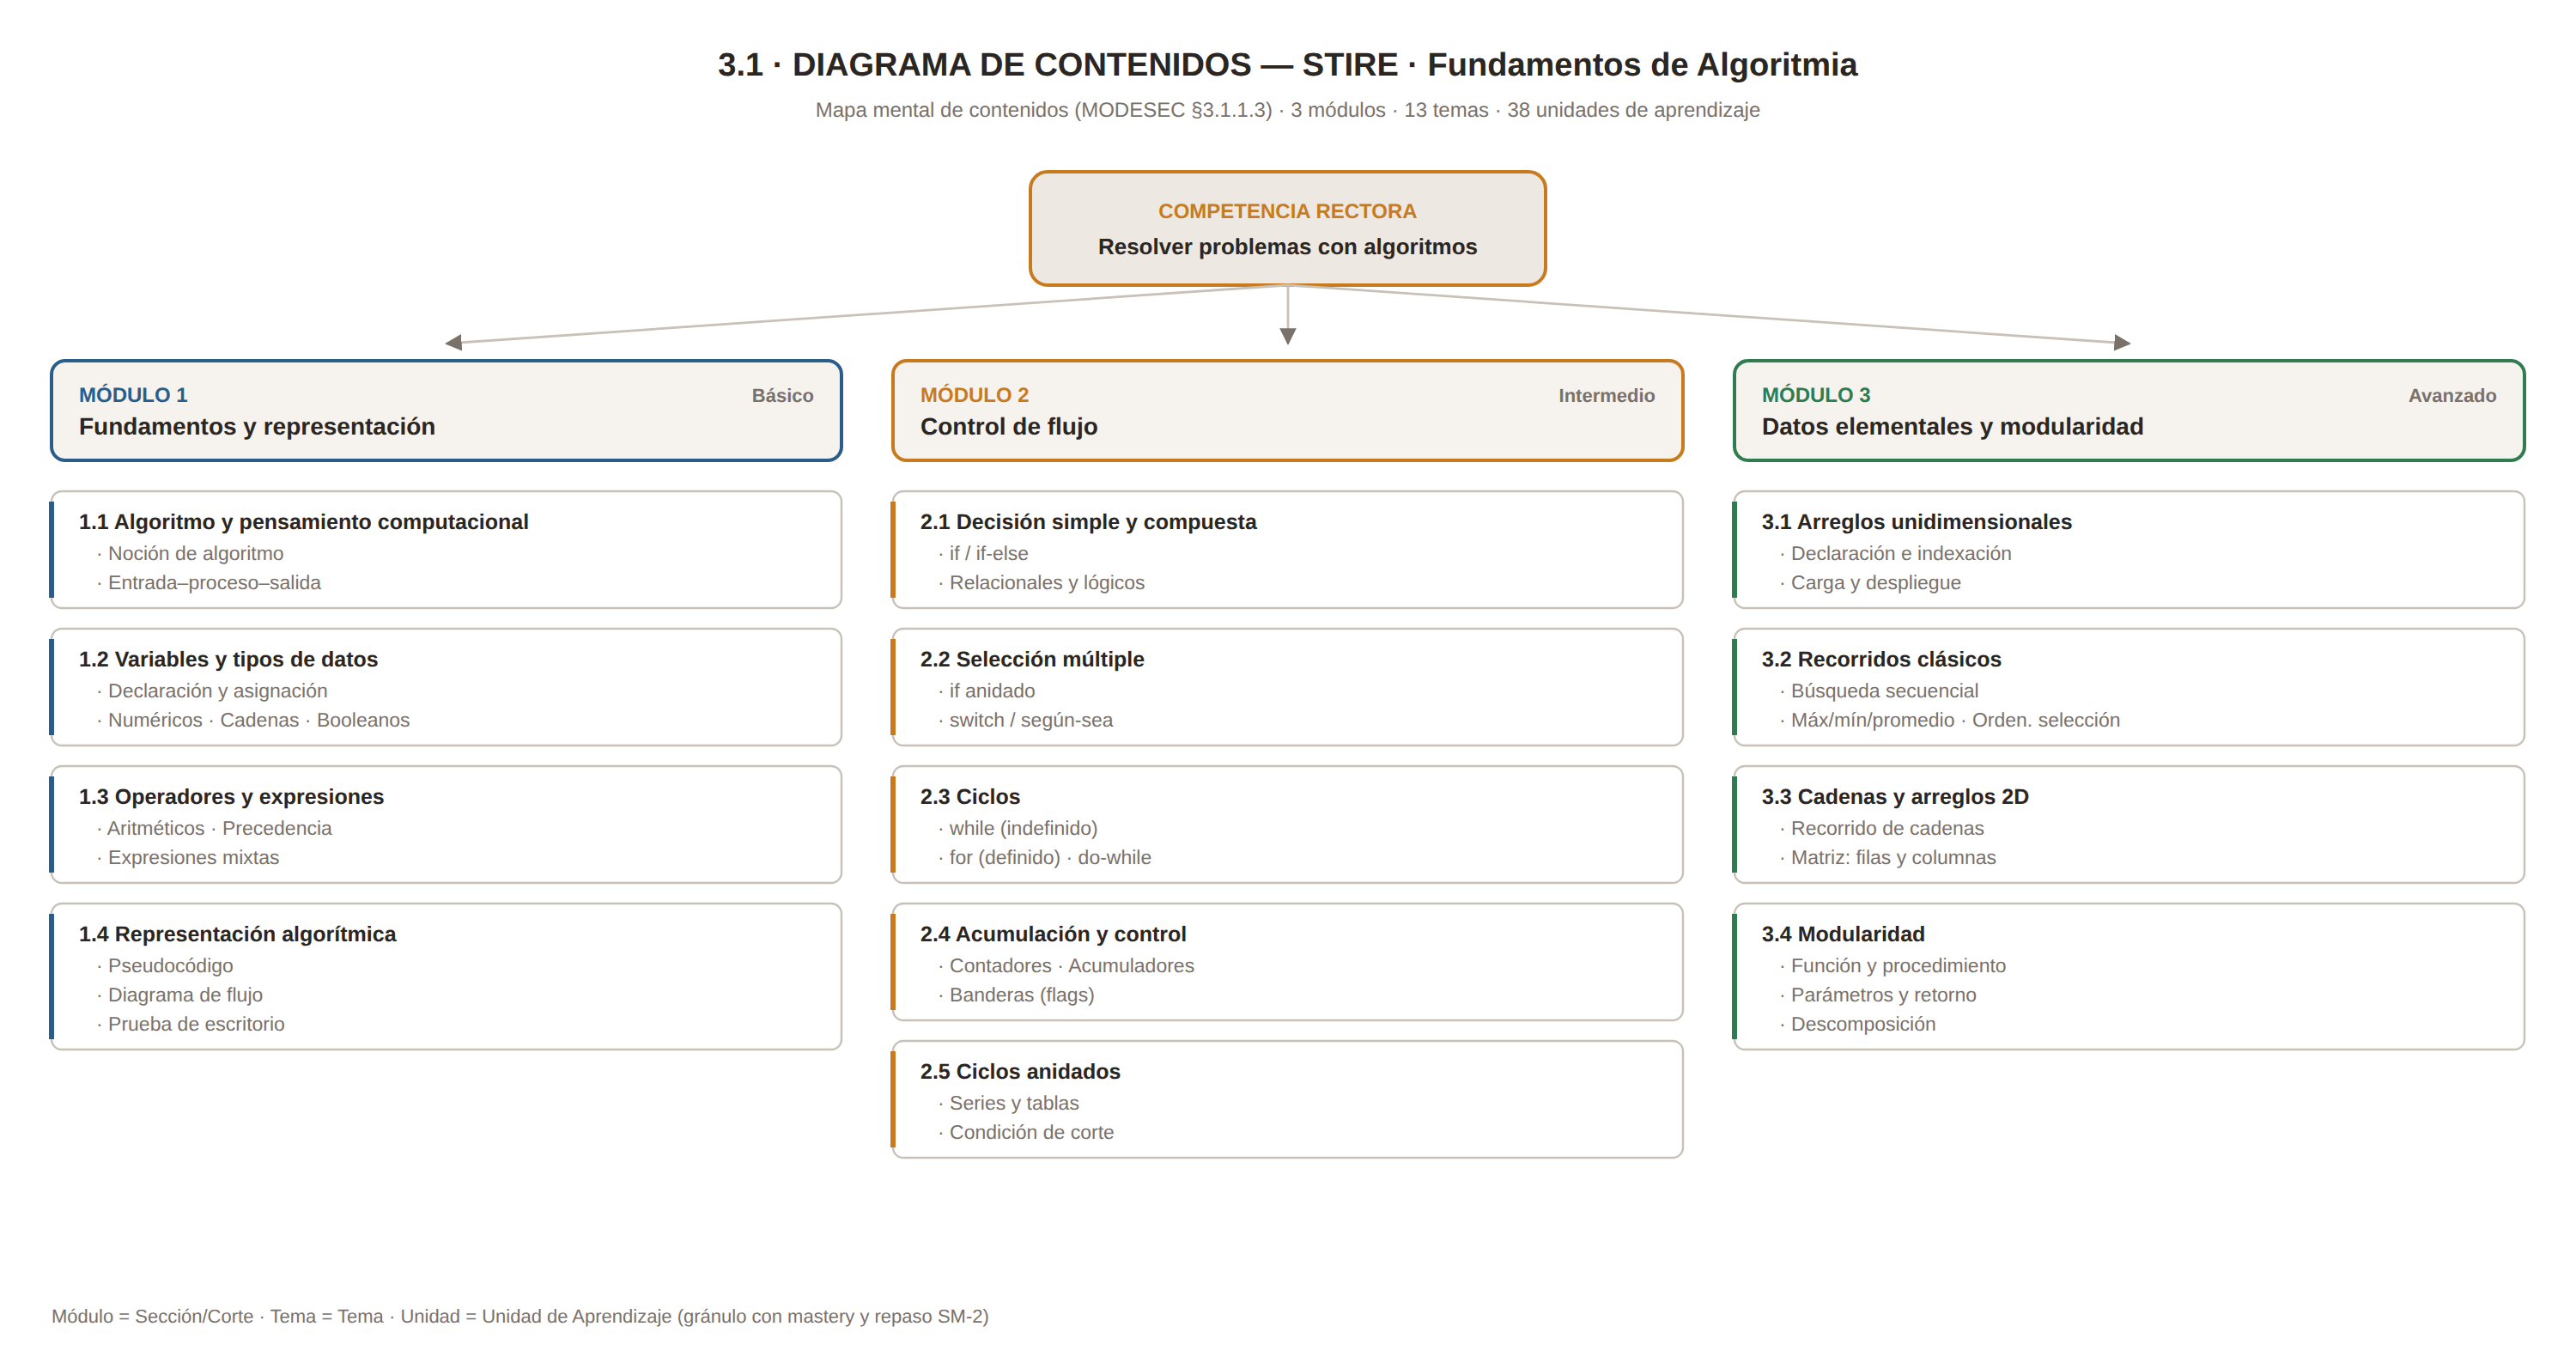 3.1 · DIAGRAMA DE CONTENIDOS — STIRE · Fundamentos de Algoritmia
Mapa mental de contenidos (MODESEC §3.1.1.3) · 3 módulos · 13 temas · 38 unidades de aprendizaje
COMPETENCIA RECTORA
Resolver problemas con algoritmos
MÓDULO 1
Básico
Fundamentos y representación
1.1 Algoritmo y pensamiento computacional
· Noción de algoritmo
· Entrada–proceso–salida
1.2 Variables y tipos de datos
· Declaración y asignación
· Numéricos · Cadenas · Booleanos
1.3 Operadores y expresiones
· Aritméticos · Precedencia
· Expresiones mixtas
1.4 Representación algorítmica
· Pseudocódigo
· Diagrama de flujo
· Prueba de escritorio
MÓDULO 2
Intermedio
Control de flujo
2.1 Decisión simple y compuesta
· if / if-else
· Relacionales y lógicos
2.2 Selección múltiple
· if anidado
· switch / según-sea
2.3 Ciclos
· while (indefinido)
· for (definido) · do-while
2.4 Acumulación y control
· Contadores · Acumuladores
· Banderas (flags)
2.5 Ciclos anidados
· Series y tablas
· Condición de corte
MÓDULO 3
Avanzado
Datos elementales y modularidad
3.1 Arreglos unidimensionales
· Declaración e indexación
· Carga y despliegue
3.2 Recorridos clásicos
· Búsqueda secuencial
· Máx/mín/promedio · Orden. selección
3.3 Cadenas y arreglos 2D
· Recorrido de cadenas
· Matriz: filas y columnas
3.4 Modularidad
· Función y procedimiento
· Parámetros y retorno
· Descomposición
Módulo = Sección/Corte · Tema = Tema · Unidad = Unidad de Aprendizaje (gránulo con mastery y repaso SM-2)